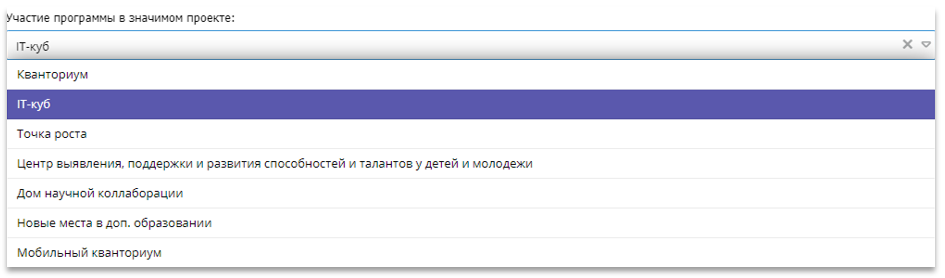 Участие программы в значимом проекте:
IT-куб
Кванториум
IT-куб
Точка роста
Центр выявления, поддержки и развития способностей и талантов у детей и молодежи
Дом научной коллаборации
Новые места в доп. образовании
Мобильный кванториум